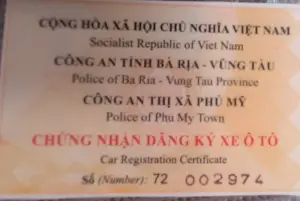 CỘNG HÒA XÃ HỘI CHỦ NGHĨA VIỆT NAM
Socialist Republic of Viet Nam
CÔNG AN TỈNH BÀ RỊA - VŨNG TÀU
Police of Ba Rıa - Vung Tau Province
CÔNG AN THỊ XÃ PHÚ MỸ
Police of Phu My Town
CHỨNG NHẬN ĐĂNG KÝ XE Ô TÔ
Car Registration Certificate
Số (Number): 72 002974